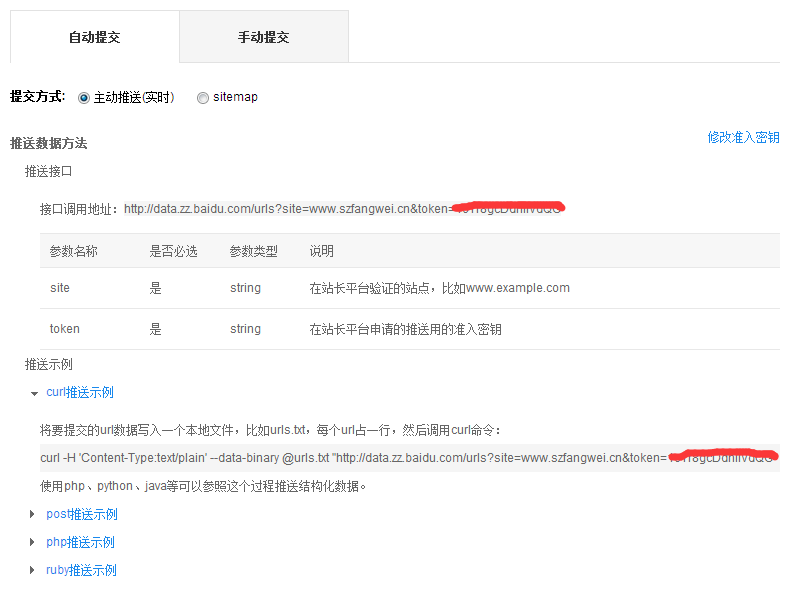 自动提交 手动提交
提交方式: 主动推送(实时) sitemap
推送数据方法 修改准入密钥
推送接口
接口调用地址: http://data.zz.baidu.com/urls?site=www.szfangwei.cn&token=
参数名称 是否必选 参数类型 说明
site 是 string 在站长平台验证的站点，比如www.example.com
token 是 string 在站长平台申请的推送用的准入密钥
推送示例
curl推送示例
将要提交的url数据写入一个本地文件，比如urls.txt，每个url占一行，然后调用curl命令：
curl -H 'Content-Type:text/plain' --data-binary @urls.txt "http://data.zz.baidu.com/urls?site=www.szfangwei.cn&token=
使用php、python、java等可以参照这个过程推送结构化数据。
post推送示例
php推送示例
ruby推送示例